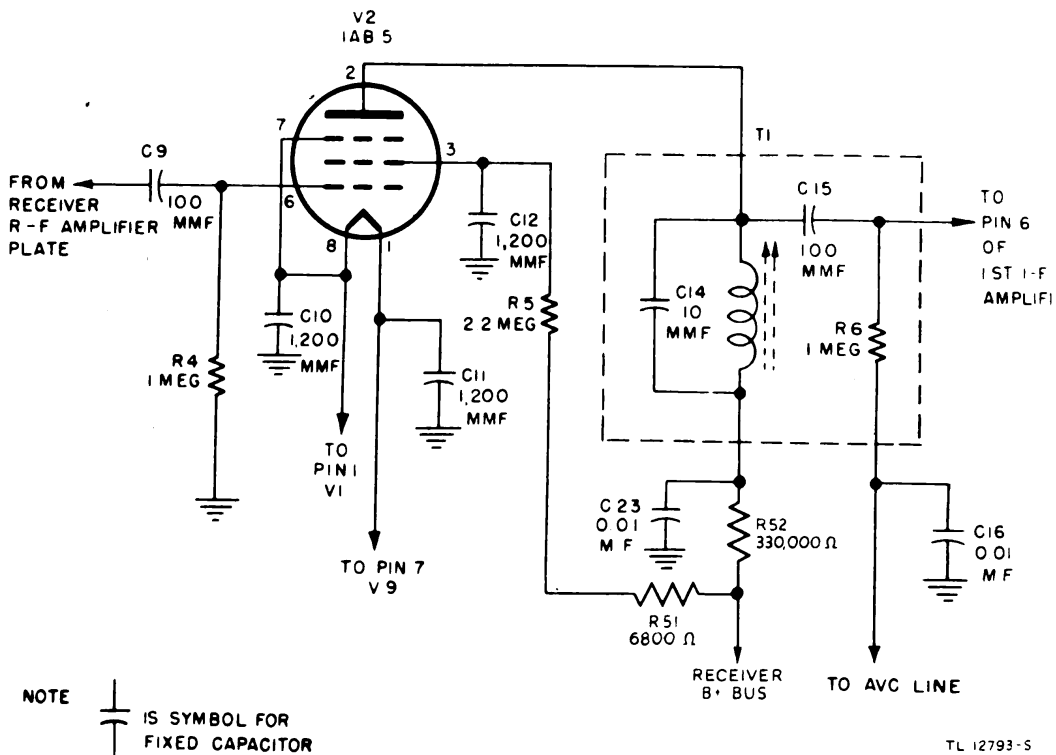 V2
1AB5
2
7
3
6
8
1
C9
100
MMF
FROM
RECEIVER
R-F AMPLIFIER
PLATE
C12
1,200
MMF
C10
1,200
MMF
R4
1 MEG
C11
1,200
MMF
R5
2.2 MEG
TO
PIN 1
V1
TO PIN 7
V9
T1
C15
100
MMF
C14
10
MMF
R6
1 MEG
TO
PIN 6
OF
1ST I-F
AMPLIFI
C23
0.01
MF
R52
330,000 Ω
R51
6800 Ω
C16
0.01
MF
RECEIVER
B+ BUS
TO AVC LINE
NOTE
IS SYMBOL FOR
FIXED CAPACITOR
TL 12793-S